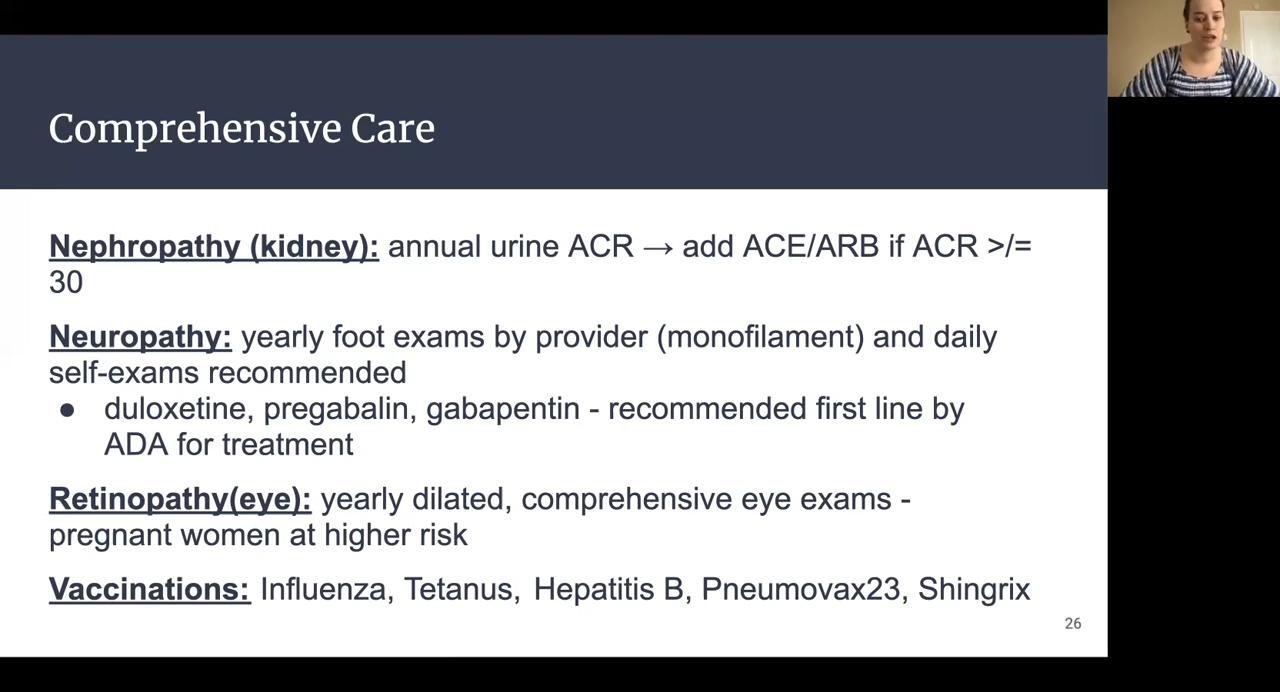 Comprehensive Care
Nephropathy (kidney): annual urine ACR → add ACE/ARB if ACR >/=
30
Neuropathy: yearly foot exams by provider (monofilament) and daily
self-exams recommended
● duloxetine, pregabalin, gabapentin - recommended first line by
ADA for treatment
Retinopathy(eye): yearly dilated, comprehensive eye exams -
pregnant women at higher risk
Vaccinations: Influenza, Tetanus, Hepatitis B, Pneumovax23, Shingrix
26